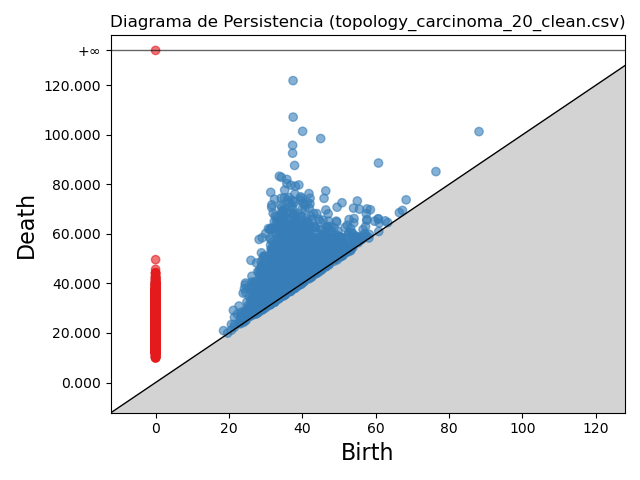 Diagrama de Persistencia (topology_carcinoma_20_clean.csv)
+∞
120.000
100.000
80.000
60.000
40.000
20.000
0.000
Death
0 20 40 60 80 100 120
Birth